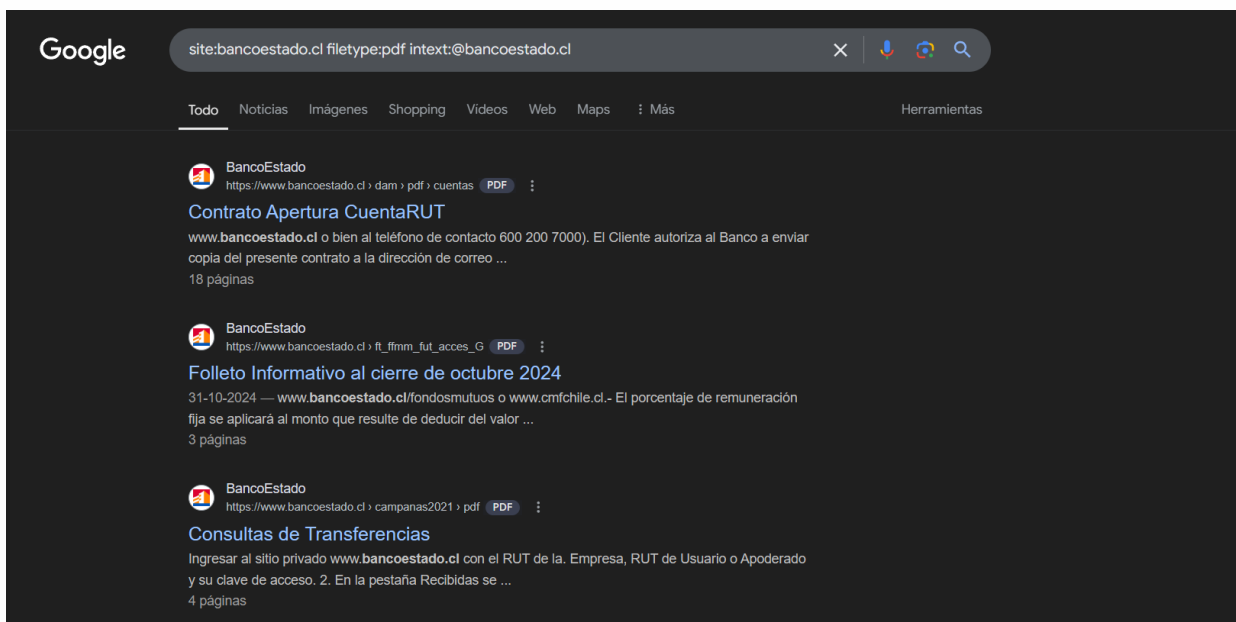 Google
site:bancoestado.cl filetype:pdf intext:@bancoestado.cl
Todo Noticias Imágenes Shopping Videos Web Maps Más Herramientas
BancoEstado
https://www.bancoestado.cl › dam › pdf › cuentas PDF
Contrato Apertura CuentaRUT
www.bancoestado.cl o bien al teléfono de contacto 600 200 7000). El Cliente autoriza al Banco a enviar
copia del presente contrato a la dirección de correo ...
18 páginas
BancoEstado
https://www.bancoestado.cl › ft_ffmm_fut_acces_G PDF
Folleto Informativo al cierre de octubre 2024
31-10-2024 — www.bancoestado.cl/fondosmutuos o www.cmfchile.cl.- El porcentaje de remuneración
fija se aplicará al monto que resulte de deducir del valor ...
3 páginas
BancoEstado
https://www.bancoestado.cl › campanas2021 › pdf PDF
Consultas de Transferencias
Ingresar al sitio privado www.bancoestado.cl con el RUT de la. Empresa, RUT de Usuario o Apoderado
y su clave de acceso. 2. En la pestaña Recibidas se ...
4 páginas